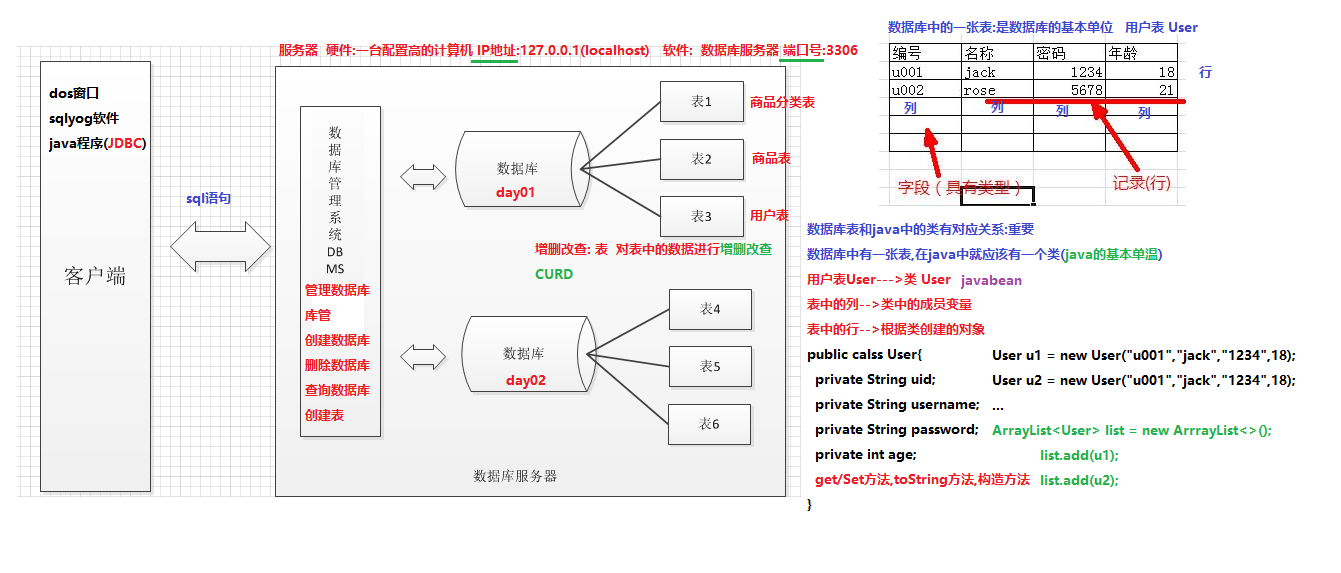 服务器 硬件:一台配置高的计算机 IP地址:127.0.0.1(localhost) 软件: 数据库服务器 端口号:3306
dos窗口
sqlyog软件
java程序(JDBC)
客户端
sql语句
数据库管理系统
DB
MS
管理数据库
库管
创建数据库
删除数据库
查询数据库
创建表
数据库
day01
表1
商品分类表
表2
商品表
表3
用户表
增删改查: 表 对表中的数据进行增删改查
CURD
数据库
day02
表4
表5
表6
数据库服务器
数据库中的一张表:是数据库的基本单位 用户表 User
编号 名称 密码 年龄
u001 jack 1234 18 行
u002 rose 5678 21
列 列 列 列
字段（具有类型） 记录(行)
数据库表和java中的类有对应关系:重要
数据库中有一张表,在java中就应该有一个类(java的基本单温)
用户表User--->类 User javabean
表中的列-->类中的成员变量
表中的行-->根据类创建的对象
public calss User{ User u1 = new User("u001","jack","1234",18);
private String uid; User u2 = new User("u001","jack","1234",18);
private String username; ...
private String password; ArrayList<User> list = new ArrrayList<>();
private int age; list.add(u1);
get/Set方法,toString方法,构造方法 list.add(u2);
}